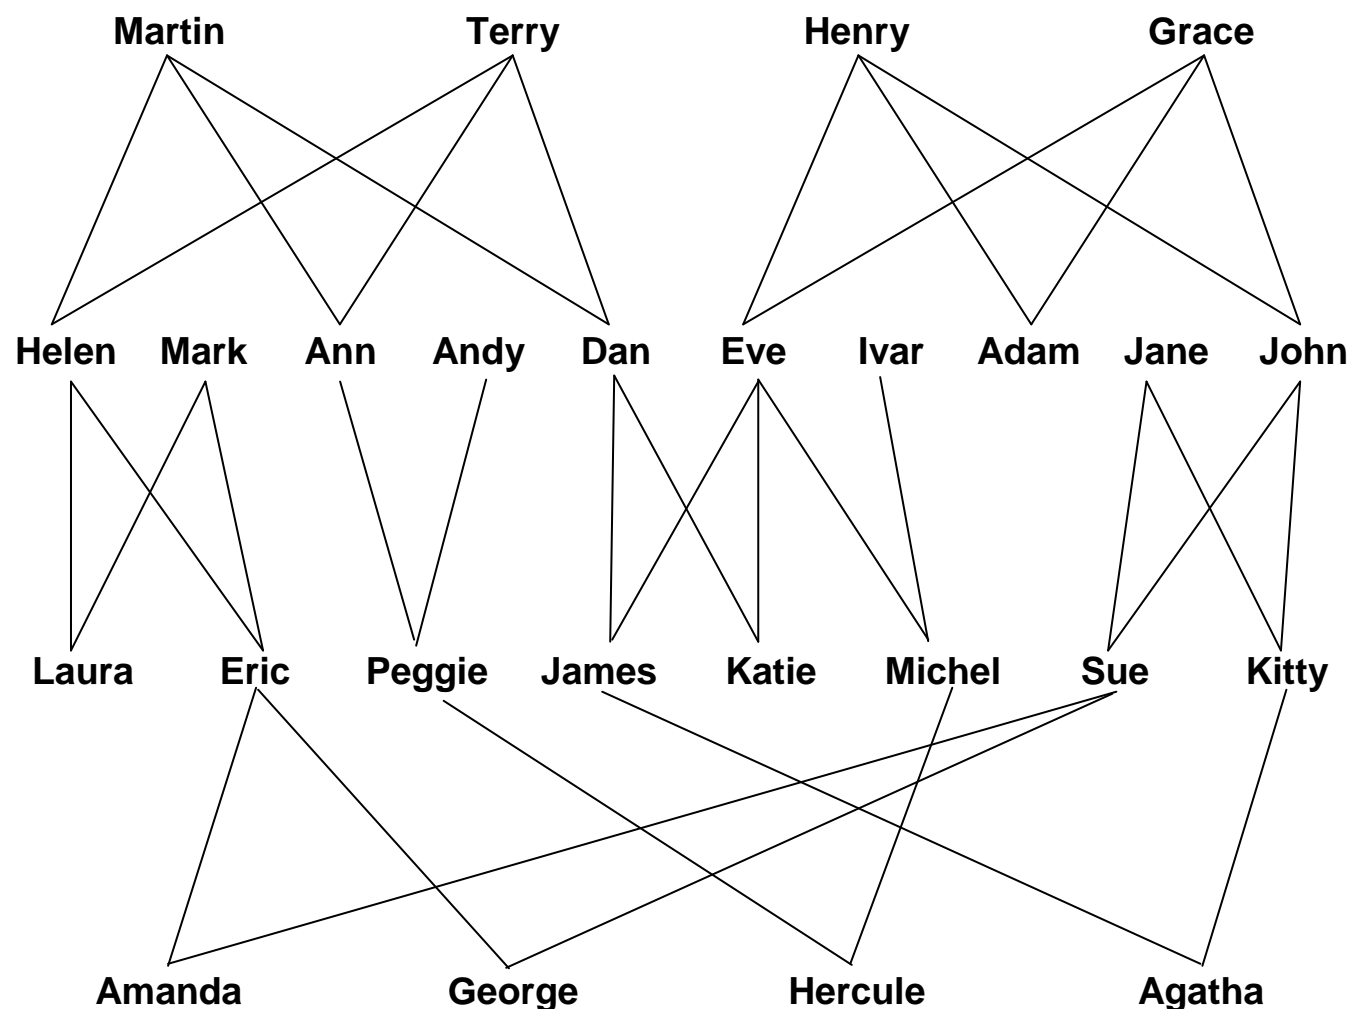 Martin Terry Henry Grace
Helen Mark Ann Andy Dan Eve Ivar Adam Jane John
Laura Eric Peggie James Katie Michel Sue Kitty
Amanda George Hercule Agatha